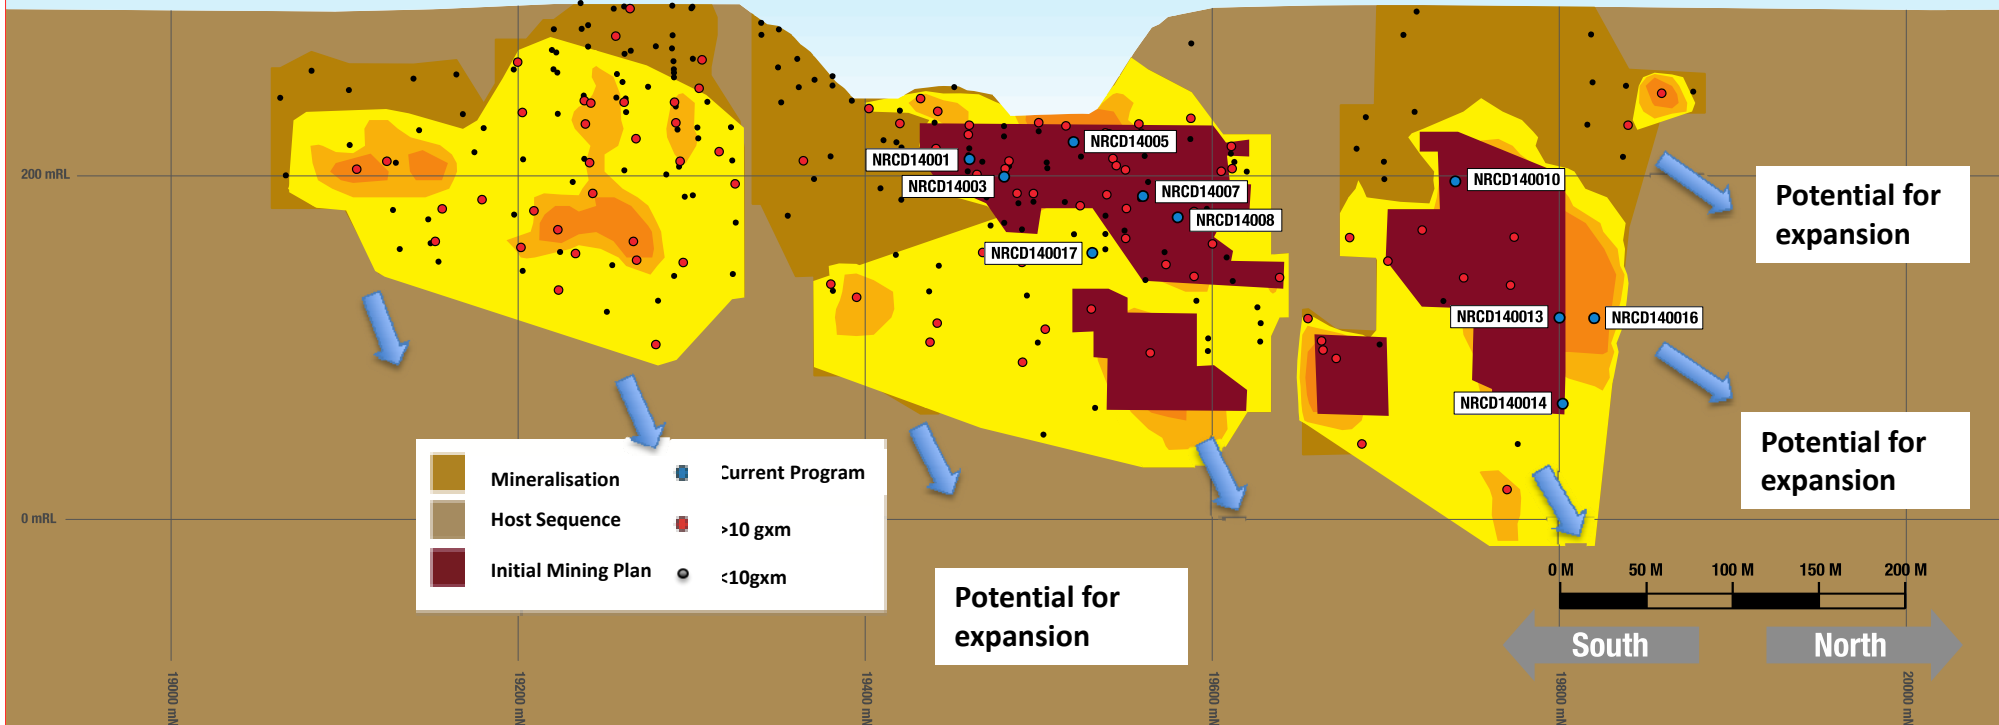 NRCD14005
NRCD14001
200 mRL
NRCD14003
NRCD14007
NRCD140010
NRCD14008
Potential for
expansion
NRCD140017
NRCD140013
NRCD140016
NRCD140014
Potential for
expansion
Mineralisation
Current Program
Host Sequence
>10 gxm
Initial Mining Plan
<10gxm
0 mRL
Potential for
expansion
0 M 50 M 100 M 150 M 200 M
South
North
19000 mN
19200 mN
19400 mN
19600 mN
19800 mN
20000 mN